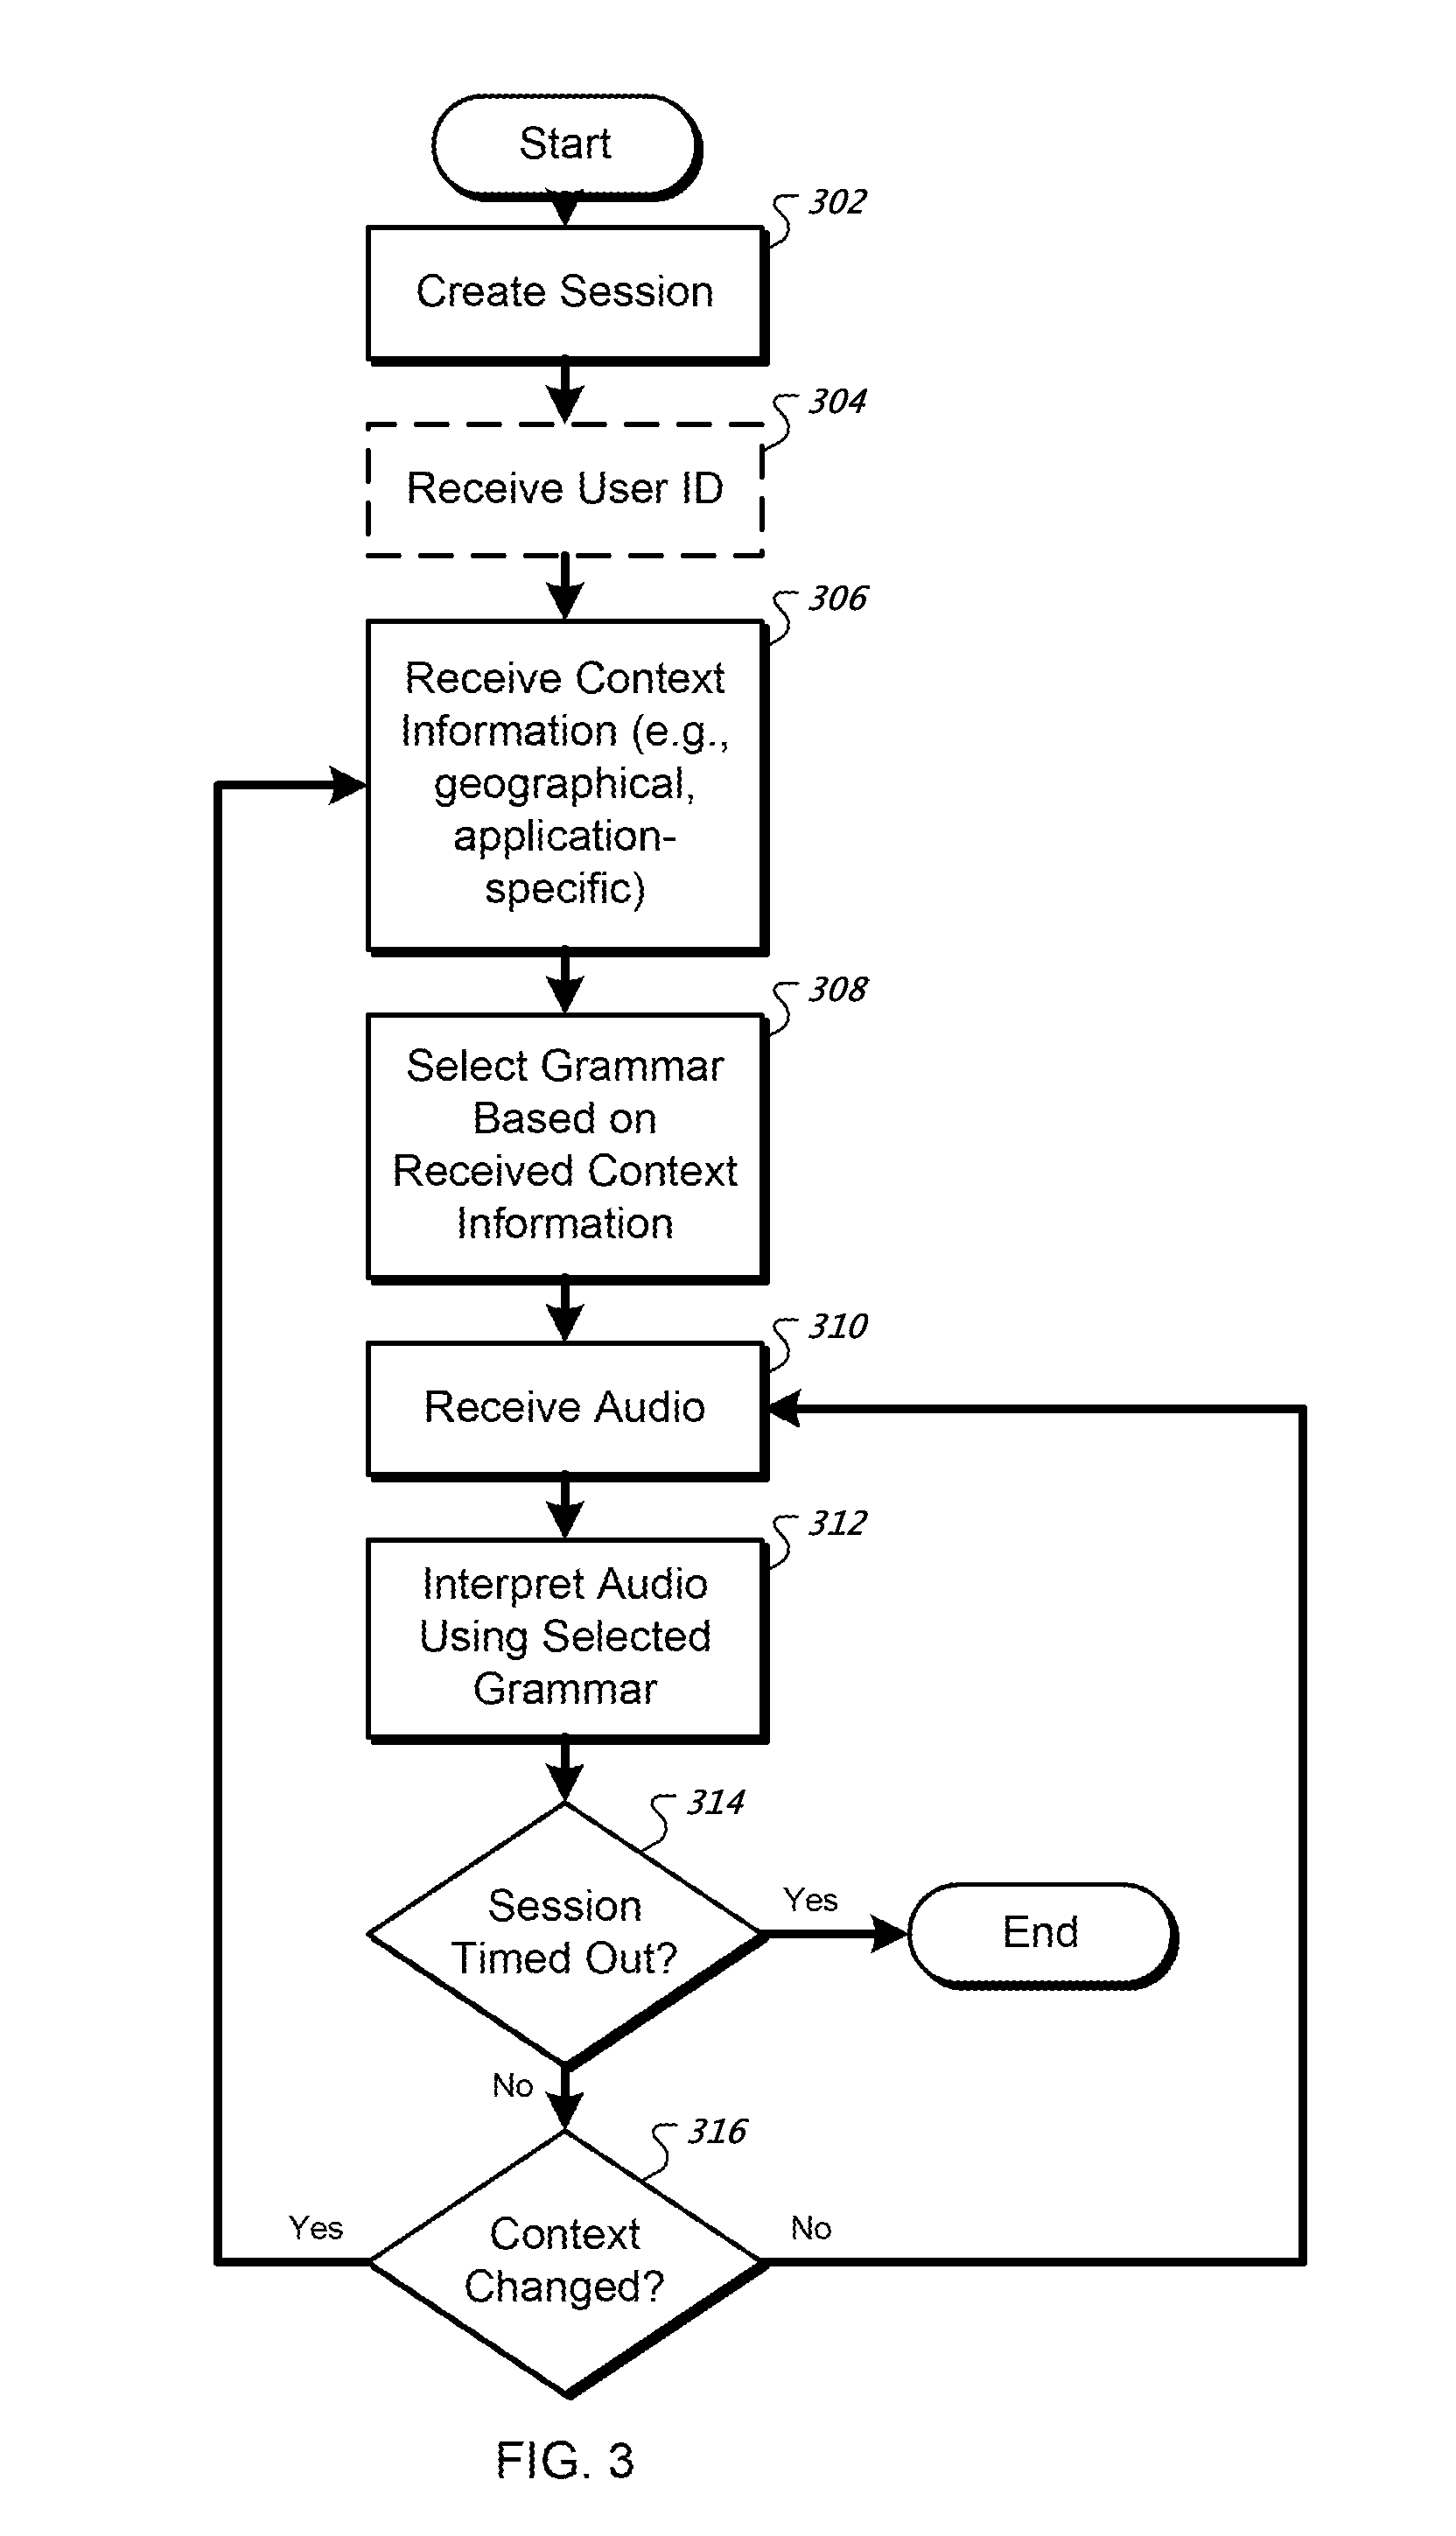 Start
302
Create Session
304
Receive User ID
306
Receive Context
Information (e.g.,
geographical,
application-
specific)
308
Select Grammar
Based on
Received Context
Information
310
Receive Audio
312
Interpret Audio
Using Selected
Grammar
314
Session
Timed Out?
Yes
End
No
316
Context
Changed?
Yes
No
FIG. 3